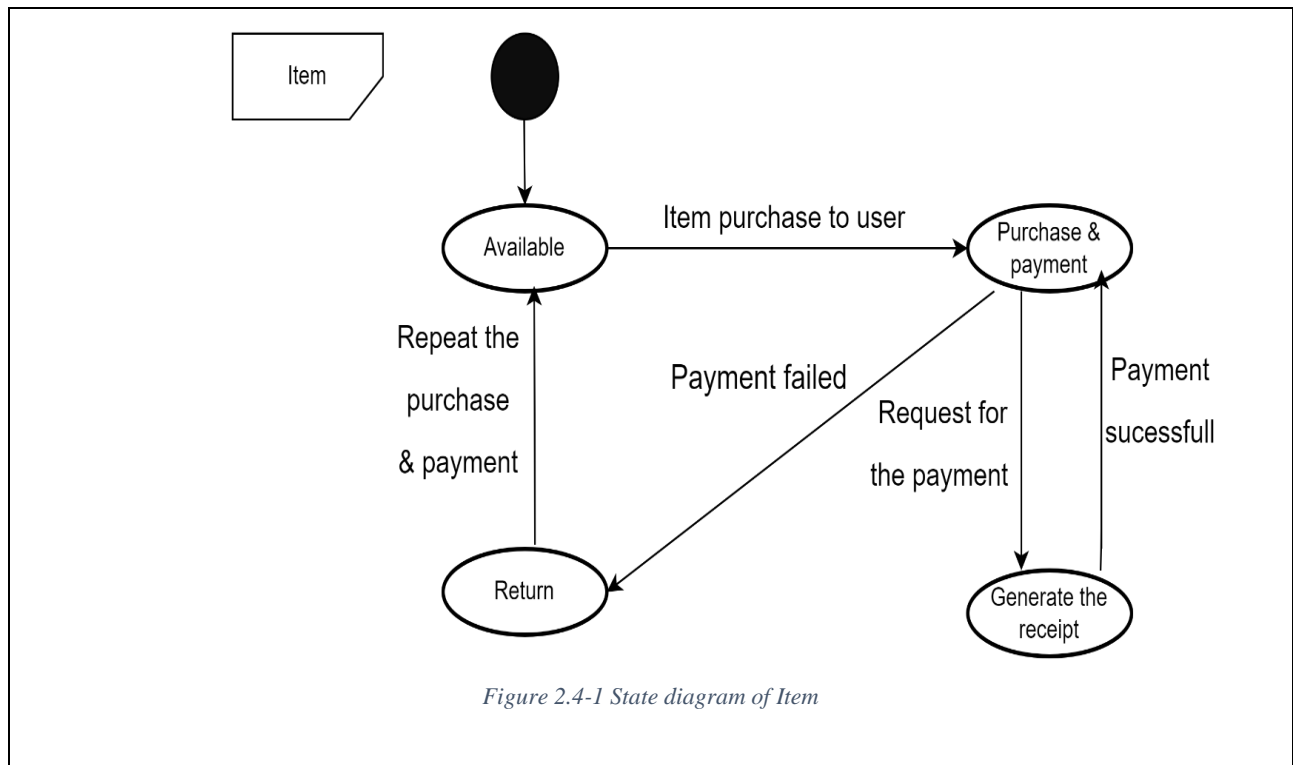 Item
Available
Item purchase to user
Purchase &
payment
Repeat the
purchase
& payment
Payment failed
Request for
the payment
Payment
sucessfull
Return
Generate the
receipt
Figure 2.4-1 State diagram of Item